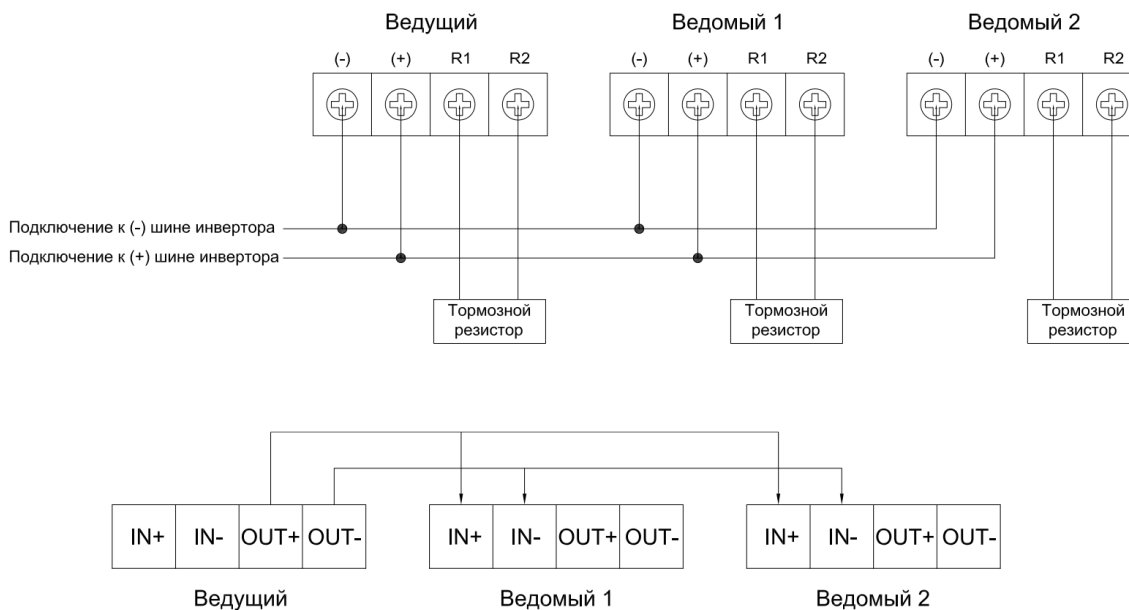 Ведущий Ведомый 1 Ведомый 2
(-) (+) R1 R2 (-) (+) R1 R2 (-) (+) R1 R2
Подключение к (-) шине инвертора
Подключение к (+) шине инвертора
Тормозной резистор
Тормозной резистор
Тормозной резистор
IN+ IN- OUT+ OUT- IN+ IN- OUT+ OUT- IN+ IN- OUT+ OUT-
Ведущий Ведомый 1 Ведомый 2